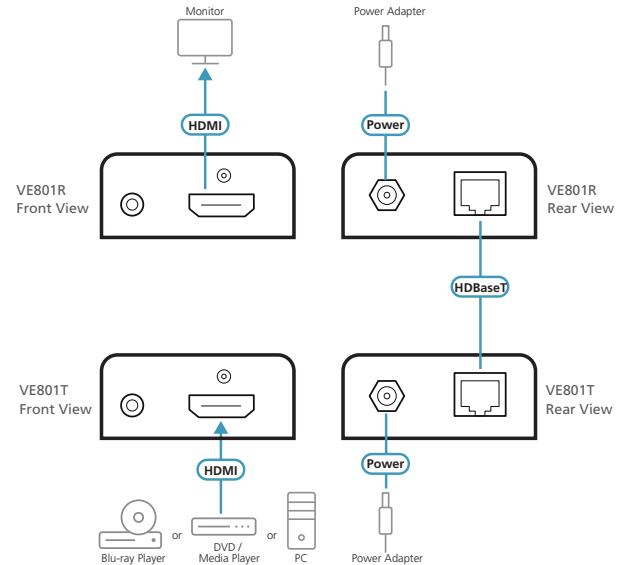 Monitor
Power Adapter
HDMI
Power
VE801R
Front View
VE801R
Rear View
HDBaseT
VE801T
Front View
VE801T
Rear View
HDMI
Power
Blu-ray Player
or
DVD /
Media Player
or
PC
Power Adapter